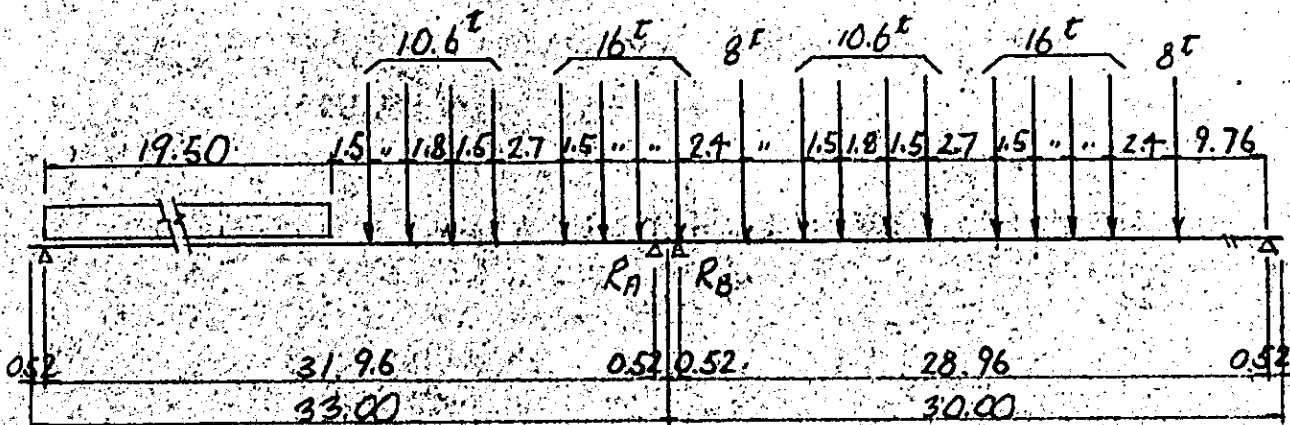 10.6ᵗ 16ᵗ 8ᵗ 10.6ᵗ 16ᵗ 8ᵗ
19.50 1.5 " 1.8 1.5 2.7 1.5 " " 2.4 " 1.5 1.8 1.5 2.7 1.5 " " 2.4 9.76
RA RB
0.52 31.96 0.52 0.52 28.96 0.52
33.00 30.00